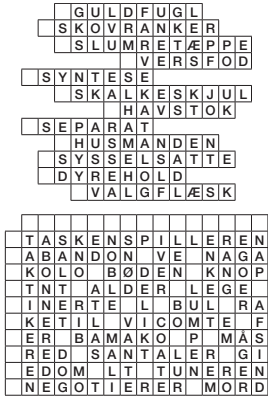 GULDFUGL
SKOVRANKER
SLUMRETÆPPE
VERSFOD
SYNTESE
SKALKESKJUL
HAVSTOK
SEPARAT
HUSMANDEN
SYSSELSATTE
DYREHOLD
VALGFLÆSK
TASKENSPILLEREN
ABANDON VE NAGA
KOLO BØDEN KNOP
TNT ALDER LEGE
INERTE L BUL RA
KETIL VICOMTE F
ER BAMAKO P MÅS
RED SANTALER GI
EDOM LT TUNEREN
NEGOTIERER MORD